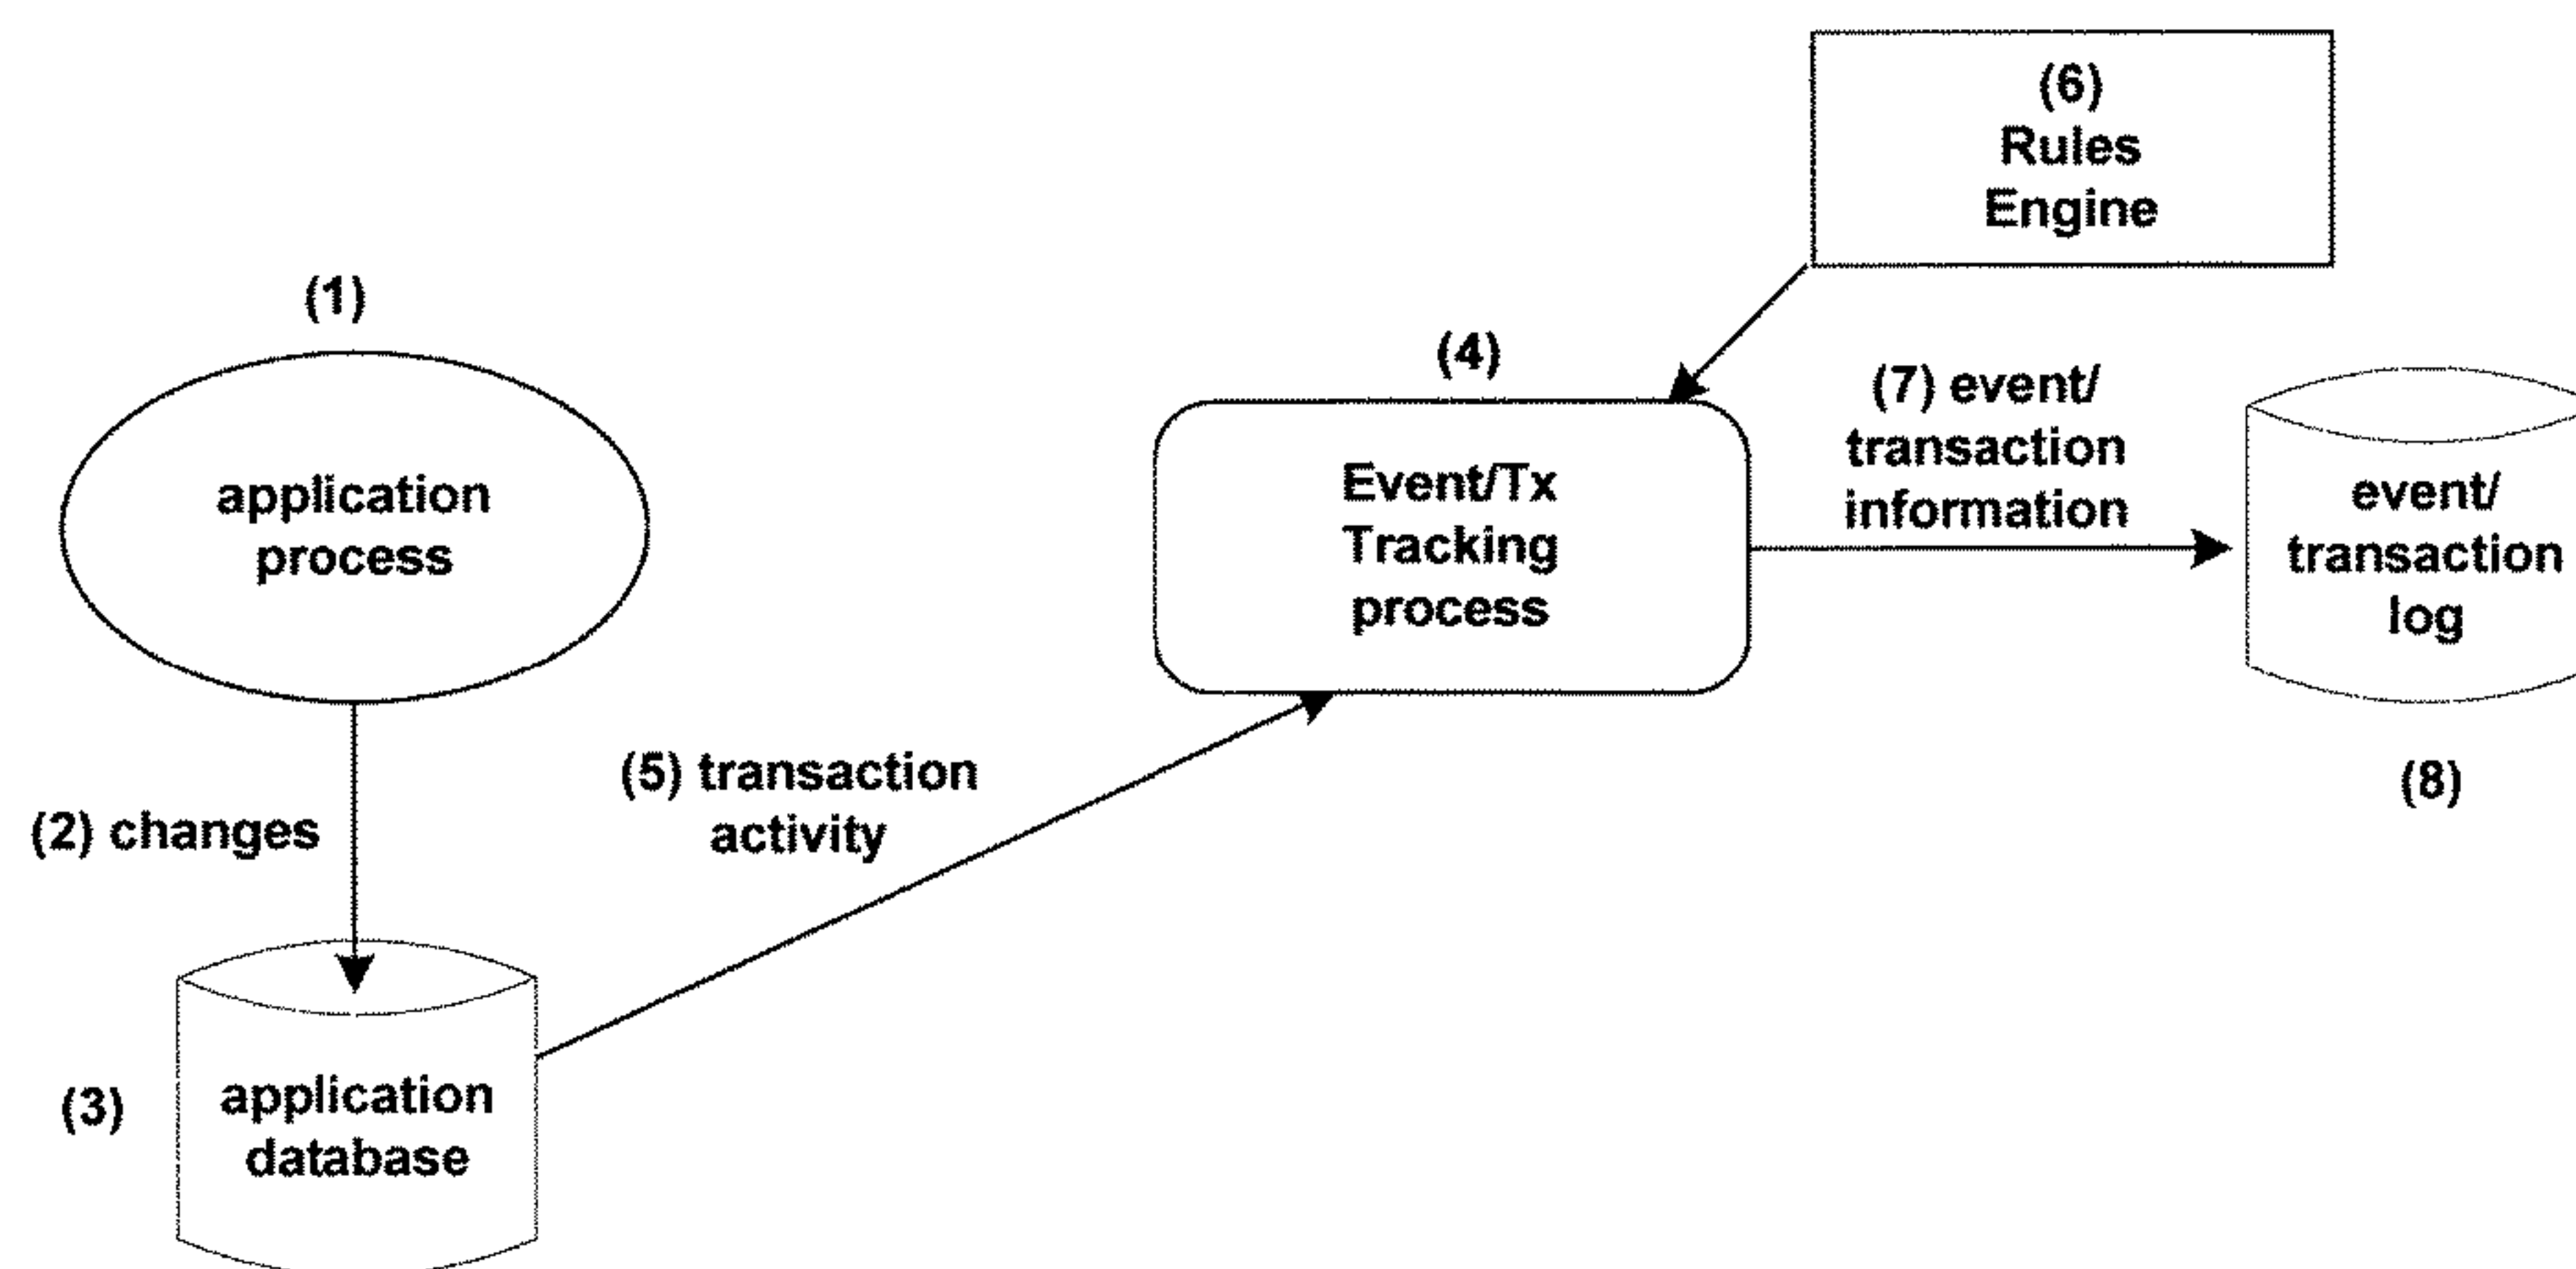 (6)
Rules
Engine
(1)
application
process
(4)
Event/Tx
Tracking
process
(7) event/
transaction
information
event/
transaction
log
(8)
(2) changes
(5) transaction
activity
(3)
application
database